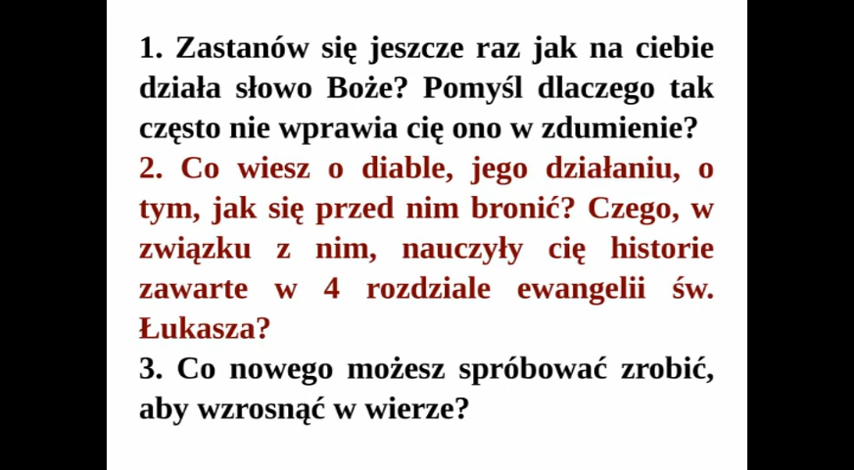 1. Zastanów się jeszcze raz jak na ciebie
działa słowo Boże? Pomyśl dlaczego tak
często nie wprawia cię ono w zdumienie?
2. Co wiesz o diable, jego działaniu, o
tym, jak się przed nim bronić? Czego, w
związku z nim, nauczyły cię historie
zawarte w 4 rozdziale ewangelii św.
Łukasza?
3. Co nowego możesz spróbować zrobić,
aby wzrosnąć w wierze?